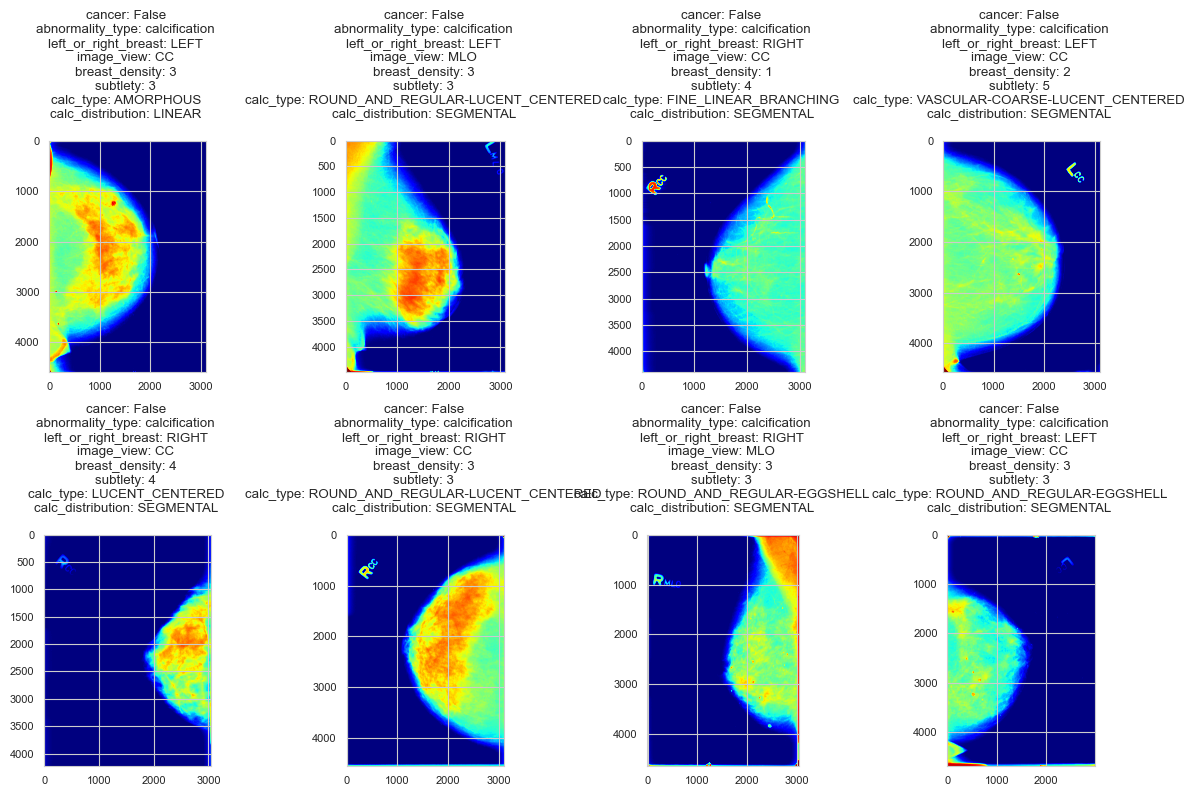 cancer: False
abnormality_type: calcification
left_or_right_breast: LEFT
image_view: CC
breast_density: 3
subtlety: 3
calc_type: AMORPHOUS
calc_distribution: LINEAR
0
1000
2000
3000
4000
0
1000
2000
3000
cancer: False
abnormality_type: calcification
left_or_right_breast: LEFT
image_view: MLO
breast_density: 3
subtlety: 3
calc_type: ROUND_AND_REGULAR-LUCENT_CENTERED
calc_distribution: SEGMENTAL
0
500
1000
1500
2000
2500
3000
3500
4000
0
1000
2000
3000
cancer: False
abnormality_type: calcification
left_or_right_breast: RIGHT
image_view: CC
breast_density: 1
subtlety: 4
calc_type: FINE_LINEAR_BRANCHING
calc_distribution: SEGMENTAL
RCC
0
500
1000
1500
2000
2500
3000
3500
4000
0
1000
2000
3000
cancer: False
abnormality_type: calcification
left_or_right_breast: LEFT
image_view: CC
breast_density: 2
subtlety: 5
calc_type: VASCULAR-COARSE-LUCENT_CENTERED
calc_distribution: SEGMENTAL
LCC
0
1000
2000
3000
4000
0
1000
2000
3000
cancer: False
abnormality_type: calcification
left_or_right_breast: RIGHT
image_view: CC
breast_density: 4
subtlety: 4
calc_type: LUCENT_CENTERED
calc_distribution: SEGMENTAL
R
0
500
1000
1500
2000
2500
3000
3500
4000
0
1000
2000
3000
cancer: False
abnormality_type: calcification
left_or_right_breast: RIGHT
image_view: CC
breast_density: 3
subtlety: 3
calc_type: ROUND_AND_REGULAR-LUCENT_CENTERED
calc_distribution: SEGMENTAL
RCC
0
1000
2000
3000
4000
0
1000
2000
3000
cancer: False
abnormality_type: calcification
left_or_right_breast: RIGHT
image_view: MLO
breast_density: 3
subtlety: 3
calc_type: ROUND_AND_REGULAR-EGGSHELL
calc_distribution: SEGMENTAL
R MLO
0
1000
2000
3000
4000
0
1000
2000
3000
cancer: False
abnormality_type: calcification
left_or_right_breast: LEFT
image_view: CC
breast_density: 3
subtlety: 3
calc_type: ROUND_AND_REGULAR-EGGSHELL
calc_distribution: SEGMENTAL
0
1000
2000
3000
4000
0
1000
2000